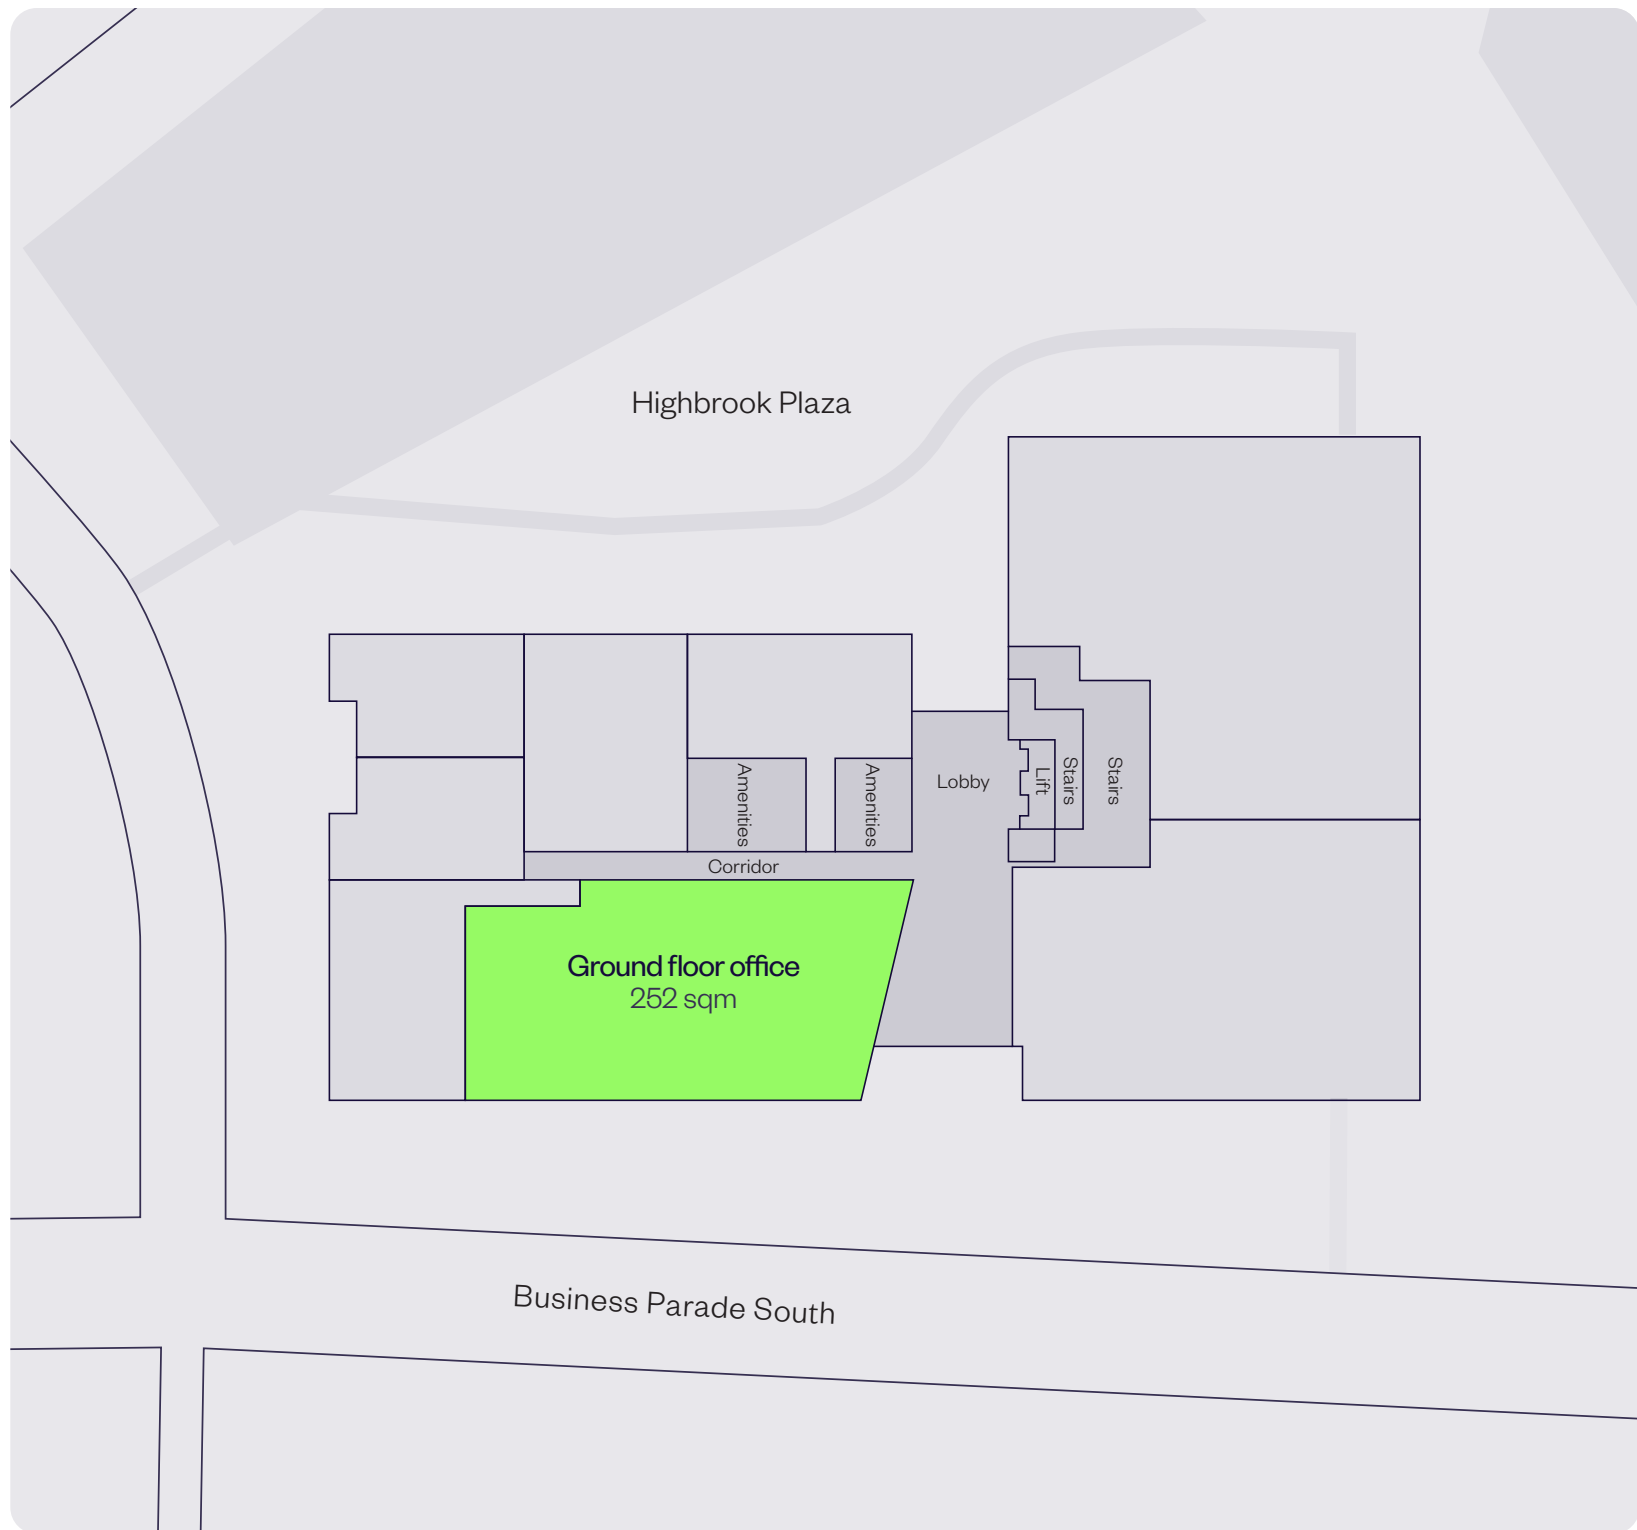 Highbrook Plaza
Amenities
Amenities
Lobby
Lift
Stairs
Stairs
Corridor
Ground floor office
252 sqm
Business Parade South